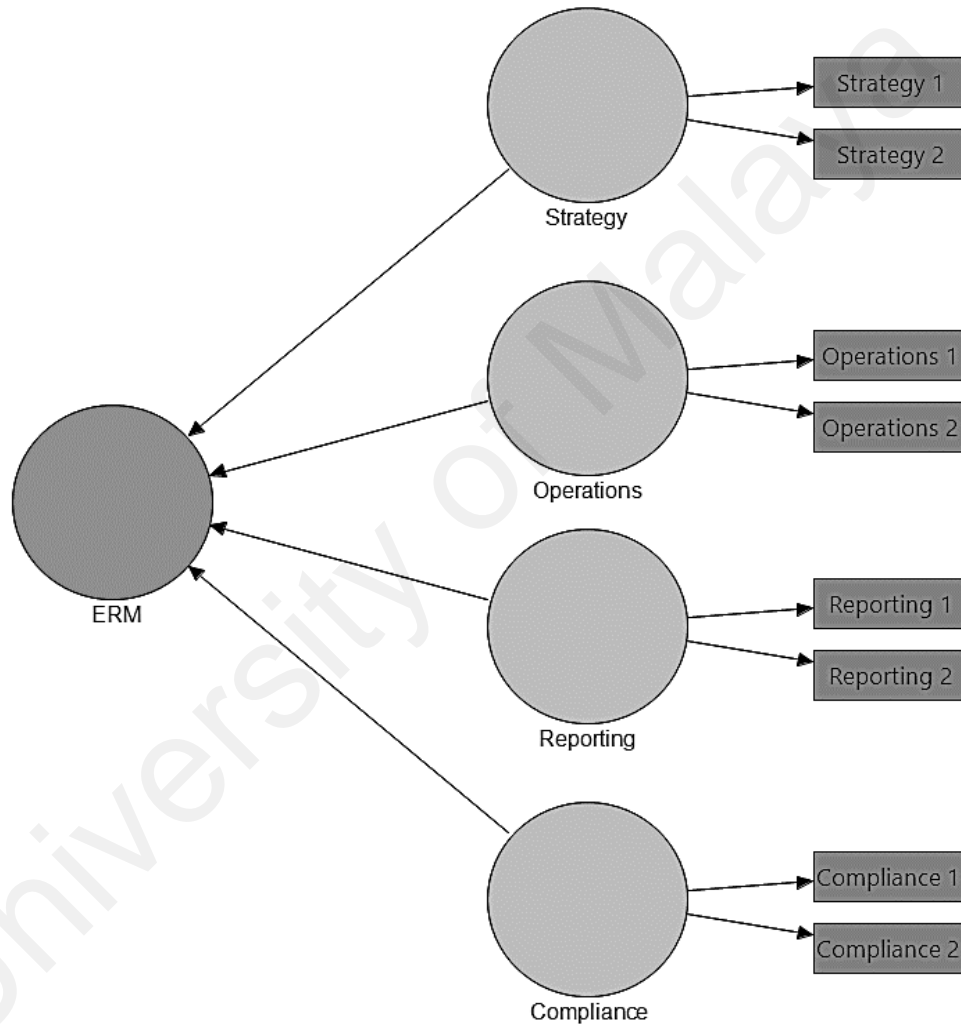 Strategy 1
Strategy 2
Strategy
Operations 1
Operations 2
Operations
ERM
Reporting 1
Reporting 2
Reporting
Compliance 1
Compliance 2
Compliance
University of Malaya